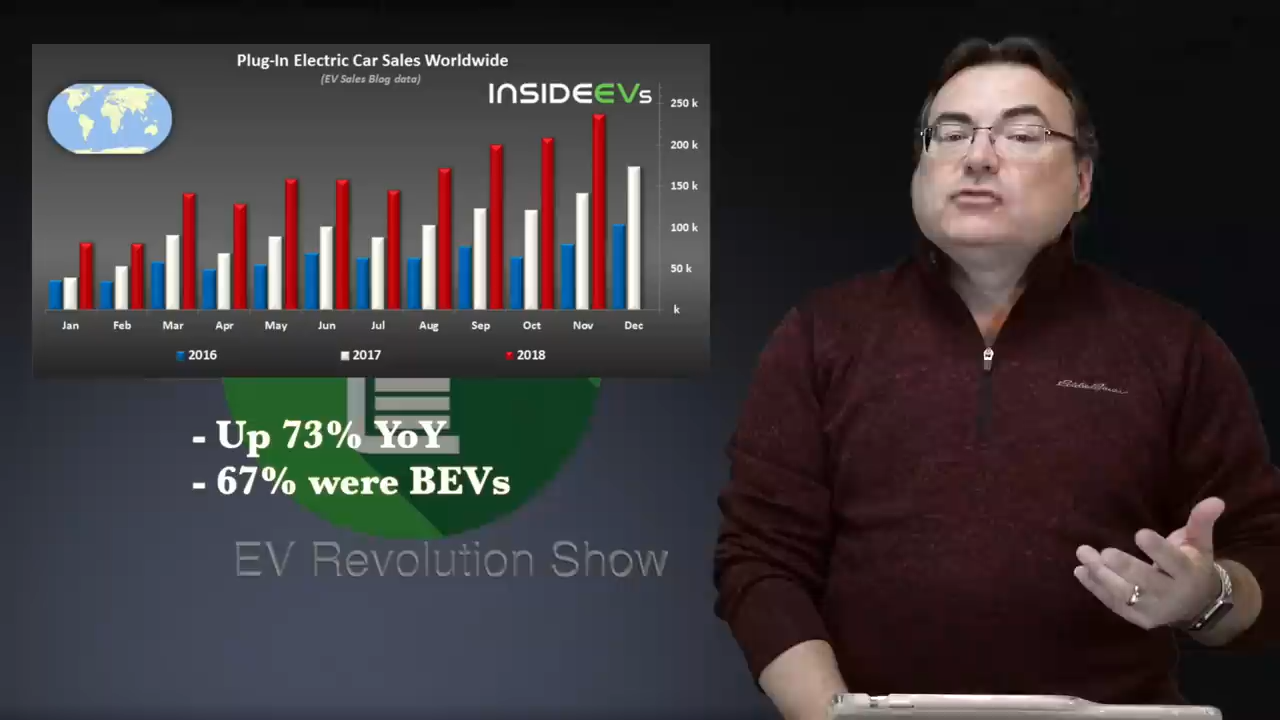 Plug-In Electric Car Sales Worldwide
(EV Sales Blog data)
INSIDEEVs
250 k
200 k
150 k
100 k
50 k
k
Jan Feb Mar Apr May Jun Jul Aug Sep Oct Nov Dec
2016 2017 2018
- Up 73% YoY
- 67% were BEVs
EV Revolution Show
Eddie Bauer